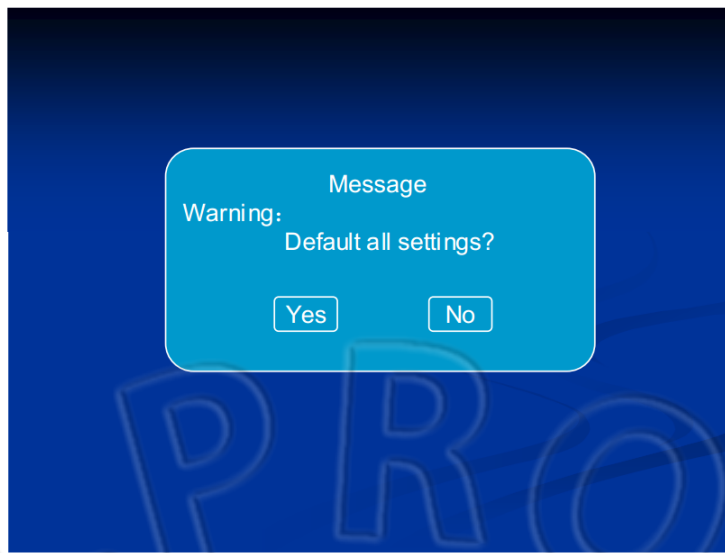 Message
Warning：
Default all settings?
Yes No
PRO